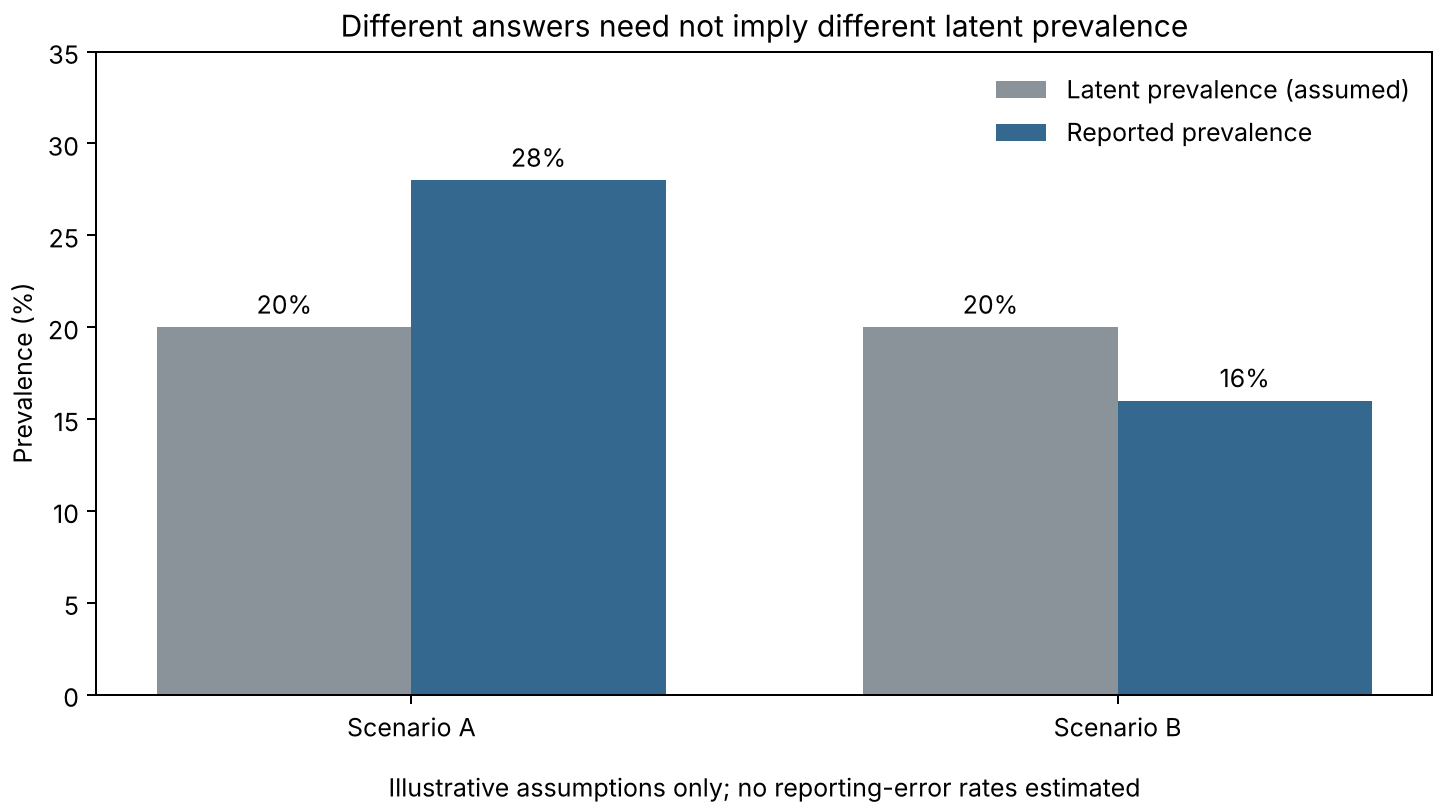 Different answers need not imply different latent prevalence
Latent prevalence (assumed)
Reported prevalence
Prevalence (%)
35
30
25
20
15
10
5
0
20%
28%
20%
16%
Scenario A
Scenario B
Illustrative assumptions only; no reporting-error rates estimated